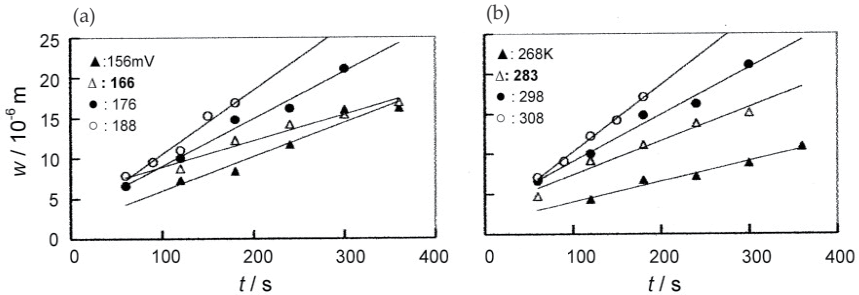 (a)
25
20
15
10
5
0
w / 10⁻⁶ m
▲:156mV
△: 166
●: 176
○: 188
0 100 200 300 400
t / s
(b)
▲: 268K
△: 283
●: 298
○: 308
0 100 200 300 400
t / s